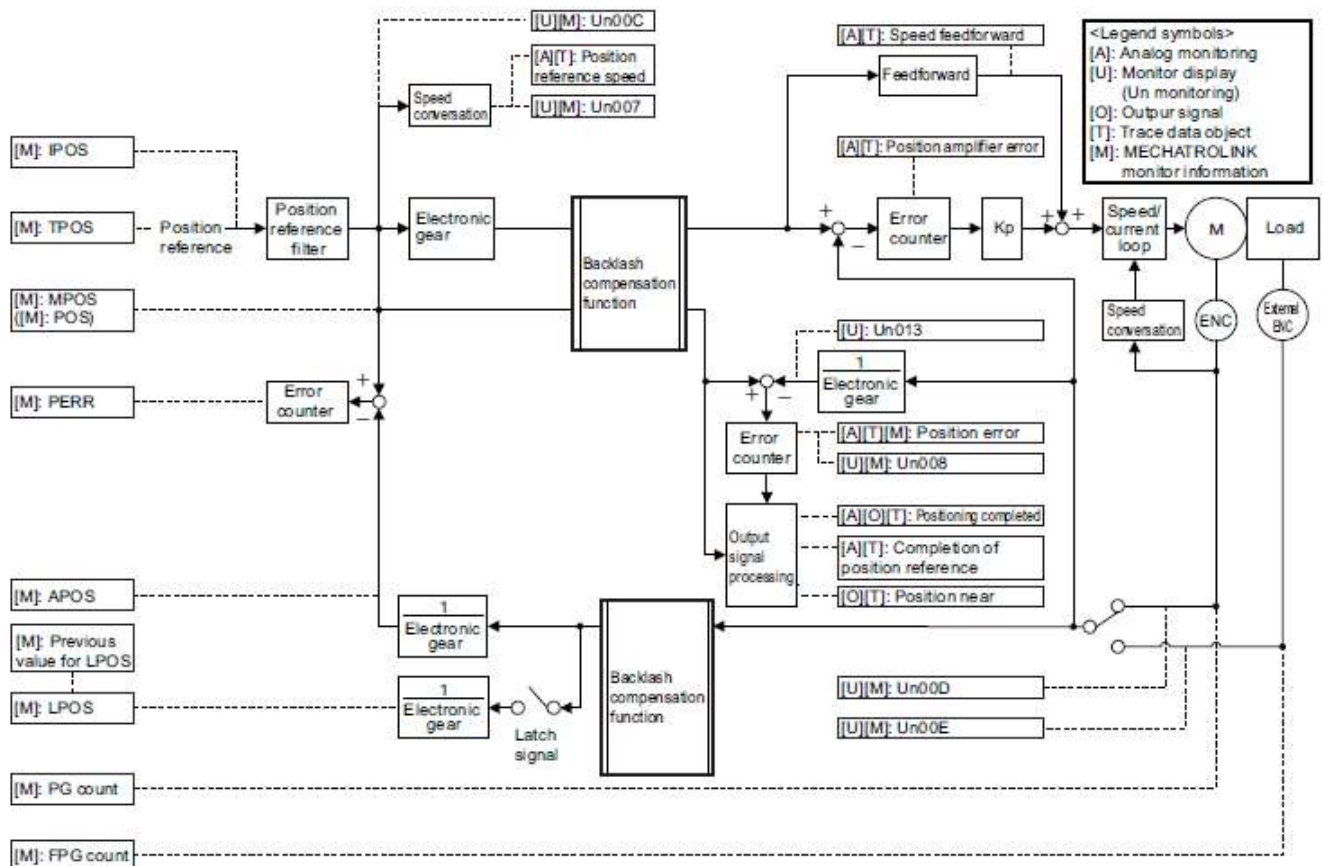 [U][M]: Un00C
[A][T]: Position
reference speed
[U][M]: Un007
Speed
conversation
[A][T]: Speed feedforward
Feedforward
[A][T]: Position amplifier error
<Legend symbols>
[A]: Analog monitoring
[U]: Monitor display
(Un monitoring)
[O]: Outpur signal
[T]: Trace data object
[M]: MECHATROLINK
monitor information
[M]: IPOS
[M]: TPOS
Position
reference
Position
reference
filter
Electronic
gear
Backlash
compensation
function
+
−
Error
counter
Kp
+
+
Speed/
current
loop
M
Load
[M]: MPOS
([M]: POS)
Speed
conversation
ENC
External
ENC
[U]: Un013
1
Electronic
gear
+
−
[M]: PERR
Error
counter
+
−
Error
counter
[A][T][M]: Position error
[U][M]: Un008
Output
signal
processing
[A][O][T]: Positioning completed
[A][T]: Completion of
position reference
[O][T]: Position near
[M]: APOS
1
Electronic
gear
[M]: Previous
value for LPOS
[M]: LPOS
1
Electronic
gear
Latch
signal
Backlash
compensation
function
[U][M]: Un00D
[U][M]: Un00E
[M]: PG count
[M]: FPG count